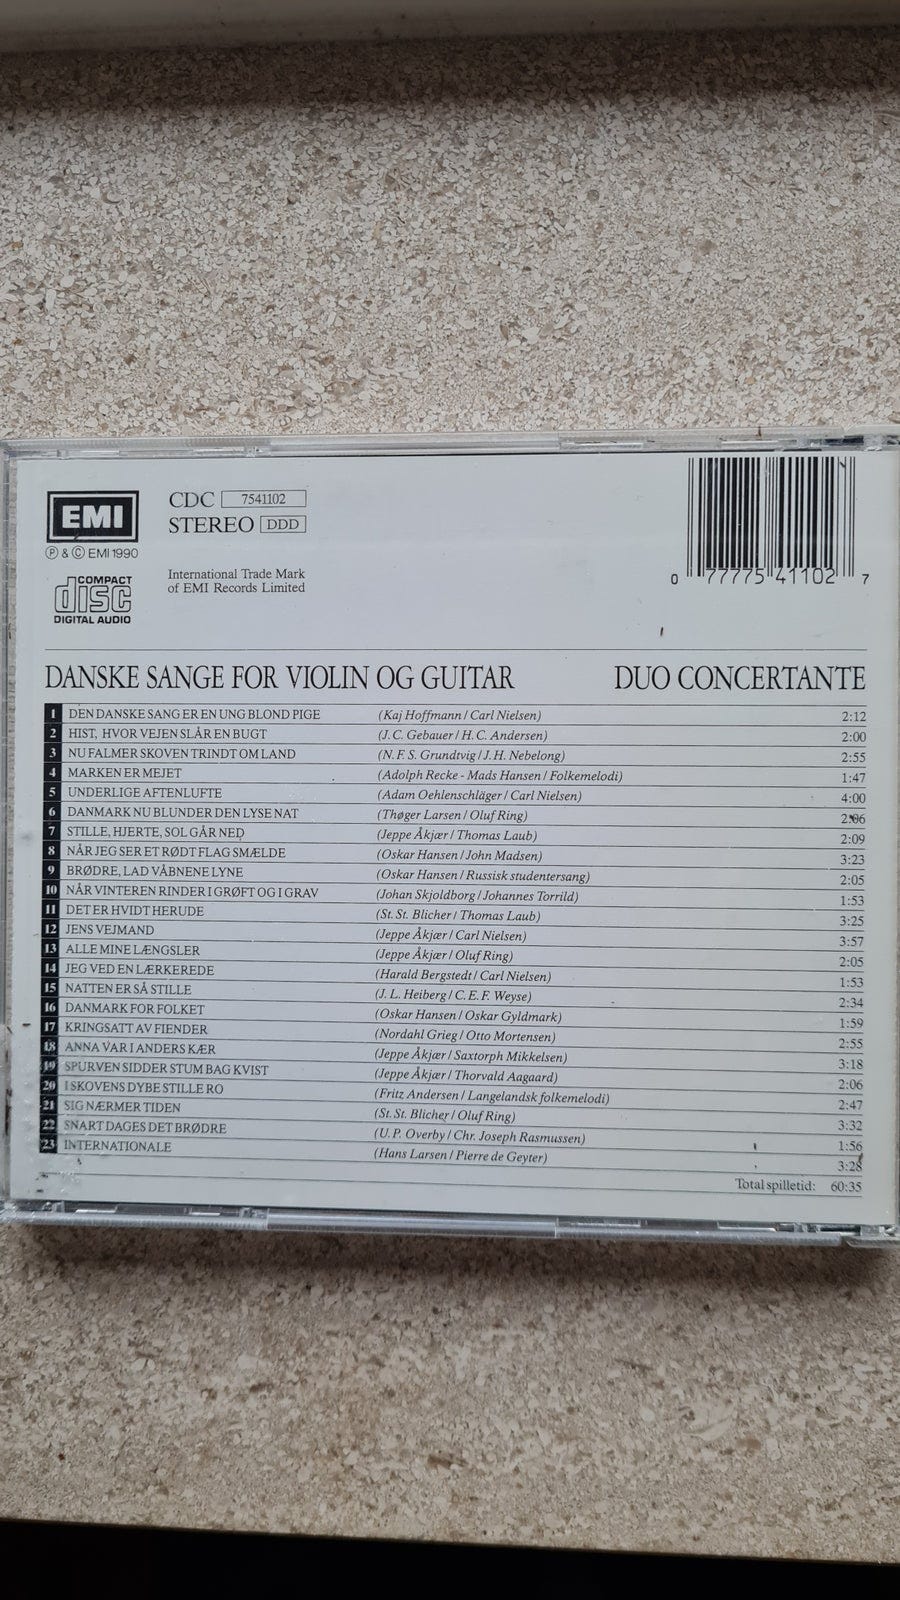 EMI
CDC 7541102
STEREO DDD
Ⓟ & Ⓒ EMI 1990
COMPACT
disc
DIGITAL AUDIO
International Trade Mark
of EMI Records Limited
0 77775 41102 7
DANSKE SANGE FOR VIOLIN OG GUITAR DUO CONCERTANTE
1 DEN DANSKE SANG ER EN UNG BLOND PIGE (Kaj Hoffmann / Carl Nielsen) 2:12
2 HIST, HVOR VEJEN SLÅR EN BUGT (J. C. Gebauer / H. C. Andersen) 2:00
3 NU FALMER SKOVEN TRINDT OM LAND (N. F. S. Grundtvig / J. H. Nebelong) 2:55
4 MARKEN ER MEJET (Adolph Recke - Mads Hansen / Folkemelodi) 1:47
5 UNDERLIGE AFTENLUFTE (Adam Oehlenschläger / Carl Nielsen) 4:00
6 DANMARK NU BLUNDER DEN LYSE NAT (Thøger Larsen / Oluf Ring) 2:06
7 STILLE, HJERTE, SOL GÅR NED (Jeppe Åkjær / Thomas Laub) 2:09
8 NÅR JEG SER ET RØDT FLAG SMÆLDE (Oskar Hansen / John Madsen) 3:23
9 BRØDRE, LAD VÅBNENE LYNE (Oskar Hansen / Russisk studentersang) 2:05
10 NÅR VINTEREN RINDER I GRØFT OG I GRAV (Johan Skjoldborg / Johannes Torrild) 1:53
11 DET ER HVIDT HERUDE (St. St. Blicher / Thomas Laub) 3:25
12 JENS VEJMAND (Jeppe Åkjær / Carl Nielsen) 3:57
13 ALLE MINE LÆNGSLER (Jeppe Åkjær / Oluf Ring) 2:05
14 JEG VED EN LÆRKEREDE (Harald Bergstedt / Carl Nielsen) 1:53
15 NATTEN ER SÅ STILLE (J. L. Heiberg / C. E. F. Weyse) 2:34
16 DANMARK FOR FOLKET (Oskar Hansen / Oskar Gyldmark) 1:59
17 KRINGSATT AV FIENDER (Nordahl Grieg / Otto Mortensen) 2:55
18 ANNA VAR I ANDERS KÆR (Jeppe Åkjær / Saxtorph Mikkelsen) 3:18
19 SPURVEN SIDDER STUM BAG KVIST (Jeppe Åkjær / Thorvald Aagaard) 2:06
20 I SKOVENS DYBE STILLE RO (Fritz Andersen / Langelandsk folkemelodi) 2:47
21 SIG NÆRMER TIDEN (St. St. Blicher / Oluf Ring) 3:32
22 SNART DAGES DET BRØDRE (U. P. Overby / Chr. Joseph Rasmussen) 1:56
23 INTERNATIONALE (Hans Larsen / Pierre de Geyter) 3:28
Total spilletid: 60:35